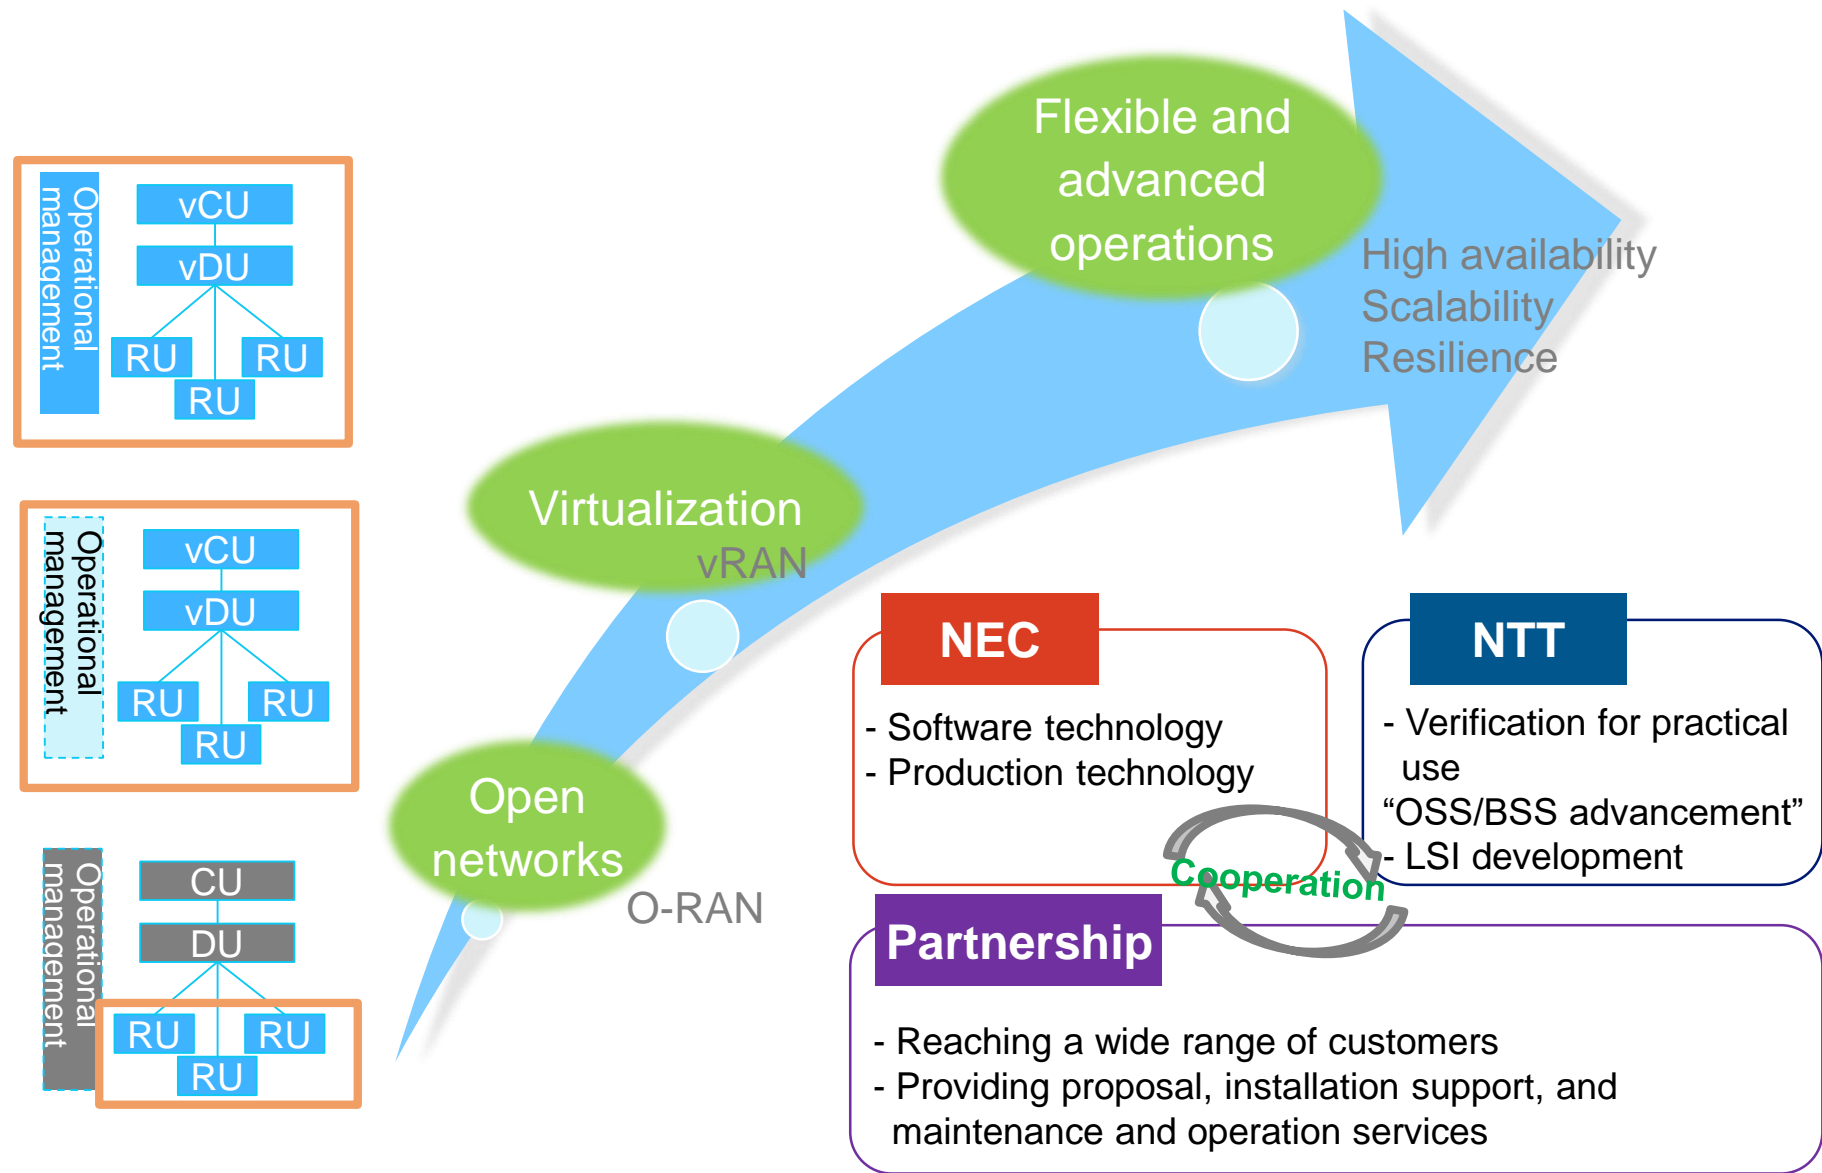 Operational
management
vCU
vDU
RU
RU
RU
Operational
management
vCU
vDU
RU
RU
RU
Operational
management
CU
DU
RU
RU
RU
Flexible and
advanced
operations
High availability
Scalability
Resilience
Virtualization
vRAN
Open
networks
O-RAN
NEC
- Software technology
- Production technology
NTT
- Verification for practical
use
“OSS/BSS advancement”
- LSI development
Cooperation
Partnership
- Reaching a wide range of customers
- Providing proposal, installation support, and
maintenance and operation services